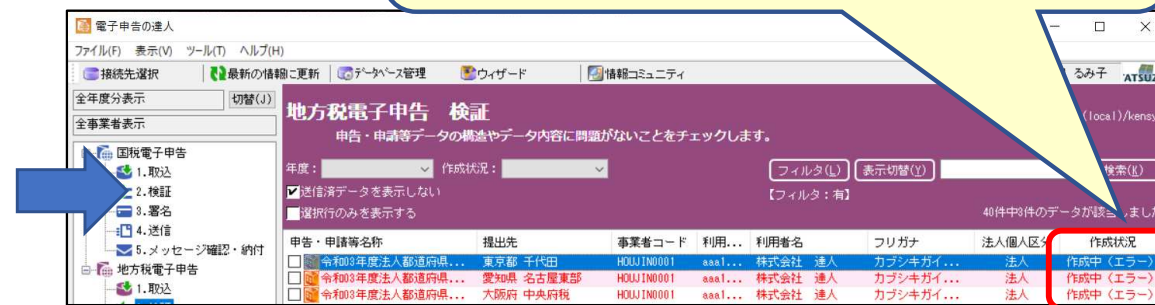 電子申告の達人
ファイル(F) 表示(V) ツール(T) ヘルプ(H)
接続先選択 最新の情報に更新 データベース管理 ウィザード 情報コミュニティ るみ子
全年度分表示 切替(J)
全事業者表示
国税電子申告
1.取込
2.検証
3.署名
4.送信
5.メッセージ確認・納付
地方税電子申告
1.取込
地方税電子申告 検証
(local)/kensy
申告・申請等データの構造やデータ内容に問題がないことをチェックします。
年度: 作成状況: フィルタ(L) 表示切替(Y) 検索(K)
送信済データを表示しない 【フィルタ:有】
選択行のみを表示する 40件中3件のデータが該当しました
申告・申請等名称 提出先 事業者コード 利用... 利用者名 フリガナ 法人個人区分 作成状況
令和03年度法人都道府県... 東京都 千代田 HOUJIN0001 aaa1... 株式会社 達人 カブシキガイ... 法人 作成中(エラー)
令和03年度法人都道府県... 愛知県 名古屋東部 HOUJIN0001 aaa1... 株式会社 達人 カブシキガイ... 法人 作成中(エラー)
令和03年度法人都道府県... 大阪府 中央府税 HOUJIN0001 aaa1... 株式会社 達人 カブシキガイ... 法人 作成中(エラー)